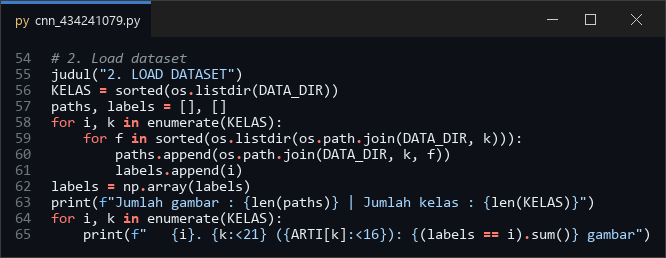 py cnn_434241079.py
54 # 2. Load dataset
55 judul("2. LOAD DATASET")
56 KELAS = sorted(os.listdir(DATA_DIR))
57 paths, labels = [], []
58 for i, k in enumerate(KELAS):
59     for f in sorted(os.listdir(os.path.join(DATA_DIR, k))):
60         paths.append(os.path.join(DATA_DIR, k, f))
61         labels.append(i)
62 labels = np.array(labels)
63 print(f"Jumlah gambar : {len(paths)} | Jumlah kelas : {len(KELAS)}")
64 for i, k in enumerate(KELAS):
65     print(f"   {i}. {k:<21} ({ARTI[k]:<16}): {(labels == i).sum()} gambar")